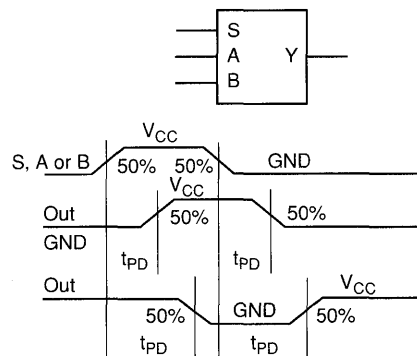 S
A Y
B
V_CC
S, A or B 50% 50% GND
V_CC
Out 50% 50%
GND
t_PD t_PD
Out V_CC
50% GND 50%
t_PD t_PD